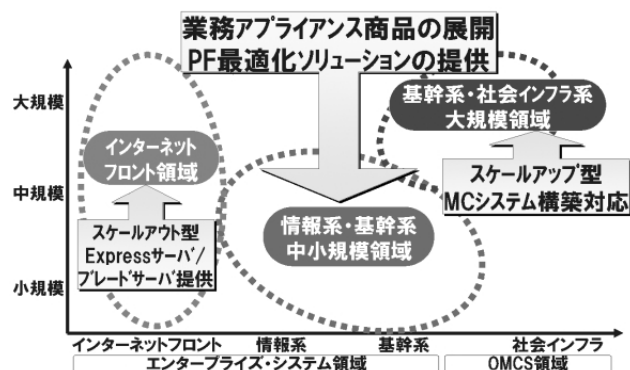 業務アプライアンス商品の展開
PF最適化ソリューションの提供
大規模
中規模
小規模
インターネット
フロント領域
スケールアウト型
Expressサーバ/
ブレードサーバ提供
情報系・基幹系
中小規模領域
基幹系・社会インフラ系
大規模領域
スケールアップ型
MCシステム構築対応
インターネットフロント 情報系 基幹系 社会インフラ
エンタープライズ・システム領域 OMCS領域